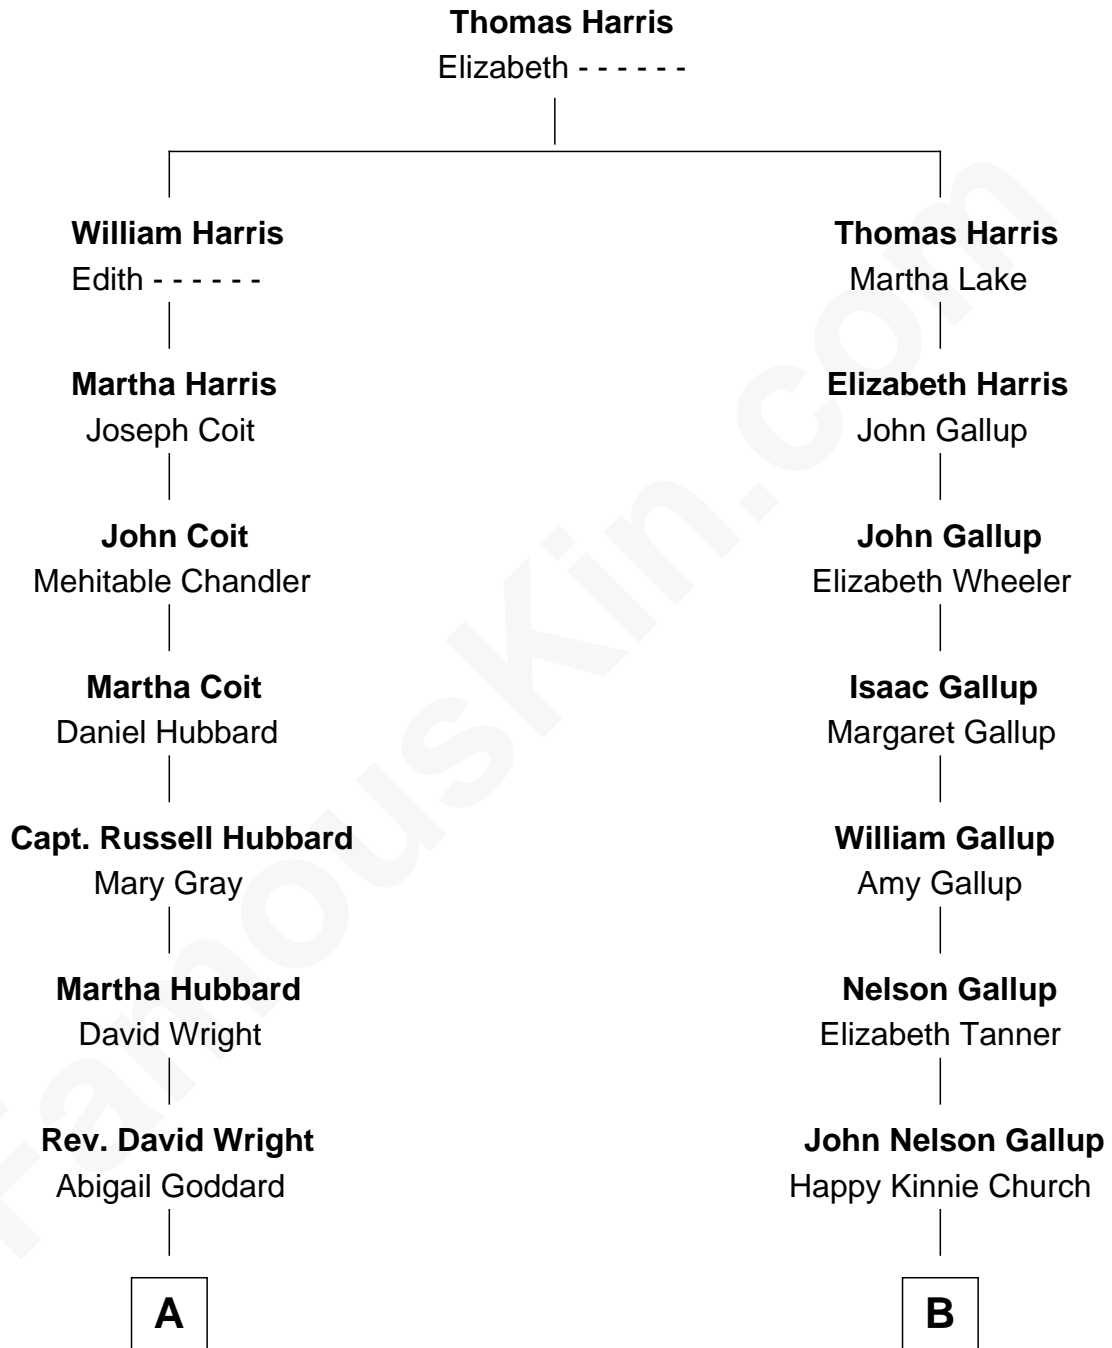 Thomas Harris
Elizabeth - - - - - -
William Harris
Edith - - - - - -
Thomas Harris
Martha Lake
Martha Harris
Joseph Coit
Elizabeth Harris
John Gallup
John Coit
Mehitable Chandler
John Gallup
Elizabeth Wheeler
Martha Coit
Daniel Hubbard
Isaac Gallup
Margaret Gallup
Capt. Russell Hubbard
Mary Gray
William Gallup
Amy Gallup
Martha Hubbard
David Wright
Nelson Gallup
Elizabeth Tanner
Rev. David Wright
Abigail Goddard
John Nelson Gallup
Happy Kinnie Church
A
B
FamousKin.com